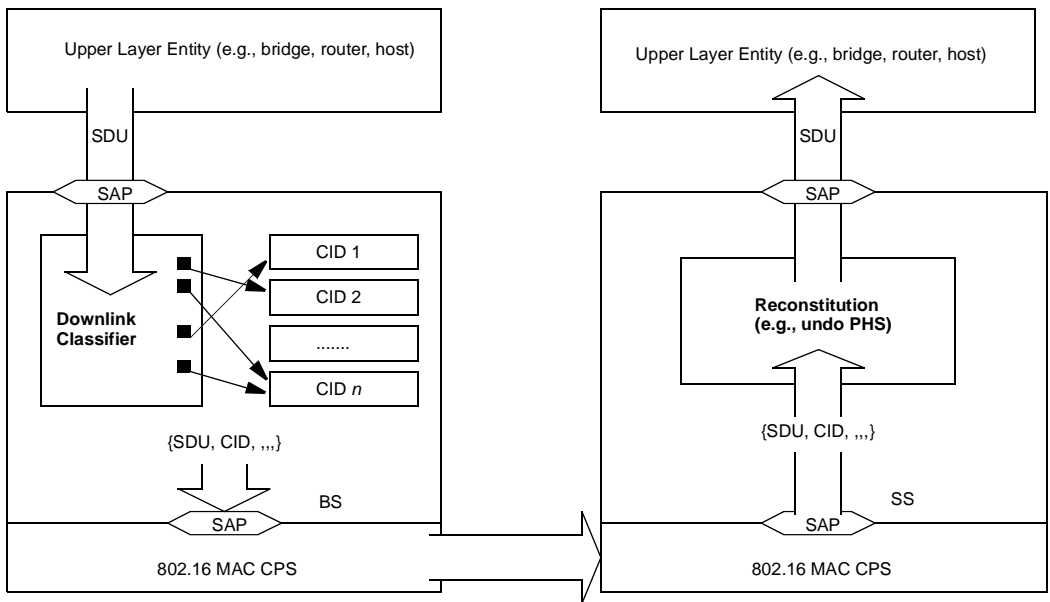 Upper Layer Entity (e.g., bridge, router, host)
SDU
SAP
Downlink
Classifier
CID 1
CID 2
.......
CID n
{SDU, CID, ,,,}
BS
SAP
802.16 MAC CPS
Upper Layer Entity (e.g., bridge, router, host)
SDU
SAP
Reconstitution
(e.g., undo PHS)
{SDU, CID, ,,,}
SS
SAP
802.16 MAC CPS